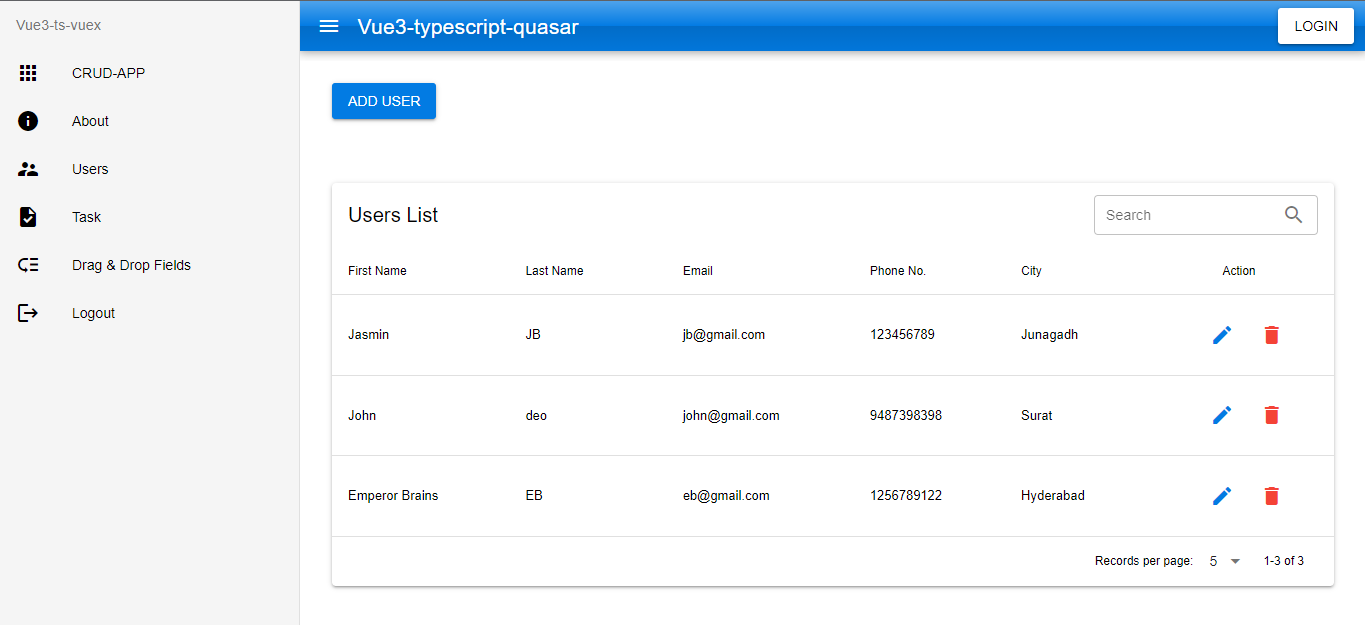 Vue3-ts-vuex
CRUD-APP
About
Users
Task
Drag & Drop Fields
Logout
Vue3-typescript-quasar
LOGIN
ADD USER
Users List
Search
First Name Last Name Email Phone No. City Action
Jasmin JB jb@gmail.com 123456789 Junagadh
John deo john@gmail.com 9487398398 Surat
Emperor Brains EB eb@gmail.com 1256789122 Hyderabad
Records per page: 5 1-3 of 3